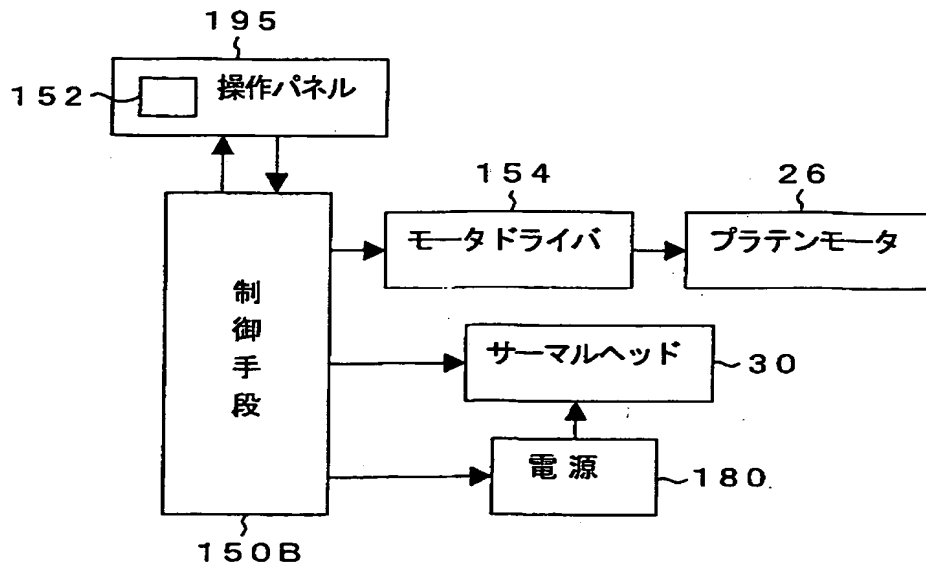 195
152
操作パネル
154
26
モータドライバ
プラテンモータ
制御手段
サーマルヘッド
30
電源
180
150B